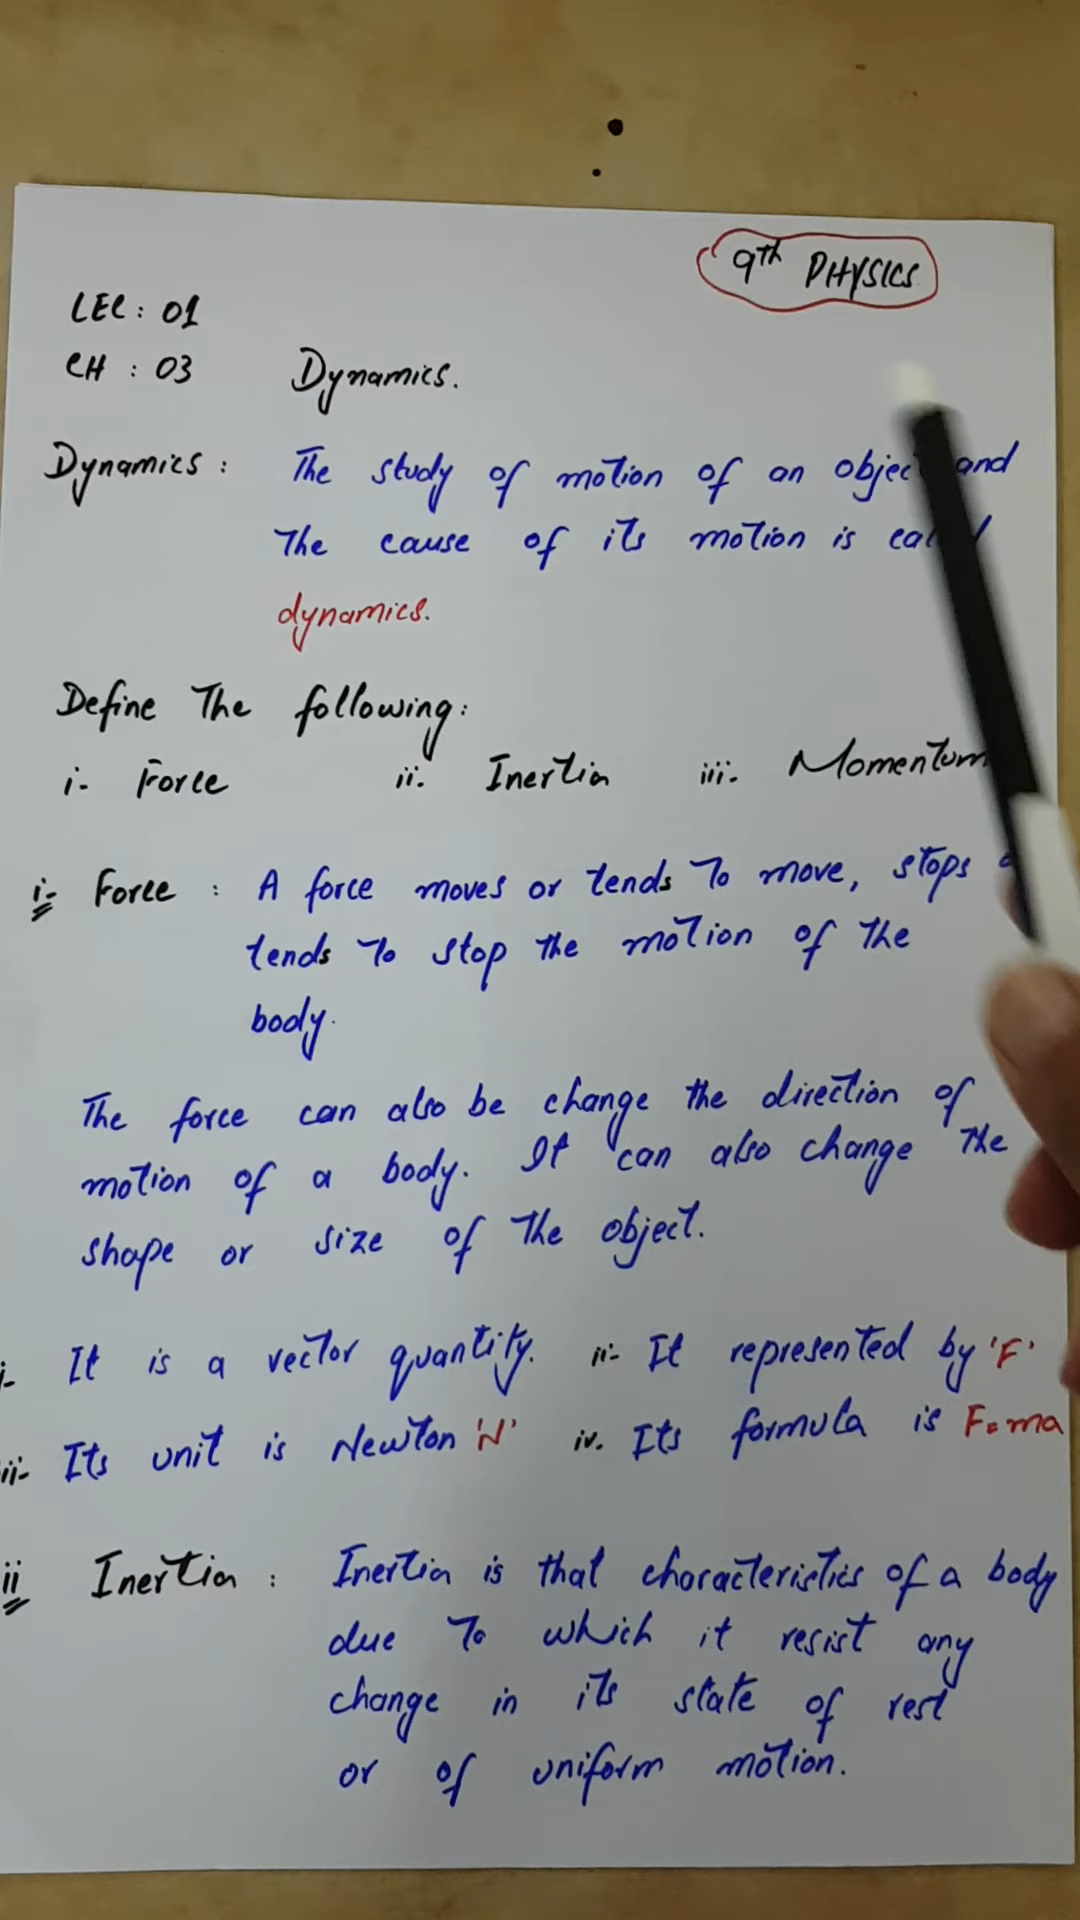 9th PHYSICS
LEC: 01
CH : 03 Dynamics.
Dynamics : The study of motion of an object and
the cause of its motion is
dynamics.
Define The following:
i- Force ii. Inertia iii. Momentum
i- Force : A force moves or tends To move, stops
tends To stop the motion of the
body.
The force can also be change the direction of
motion of a body. It can also change The
shape or size of The object.
i- It is a vector quantity. ii- It represented by 'F'
iii- Its unit is Newton 'N' iv. Its formula is F=ma
ii Inertia : Inertia is that characteristics of a body
due To which it resist any
change in its state of rest
or of uniform motion.